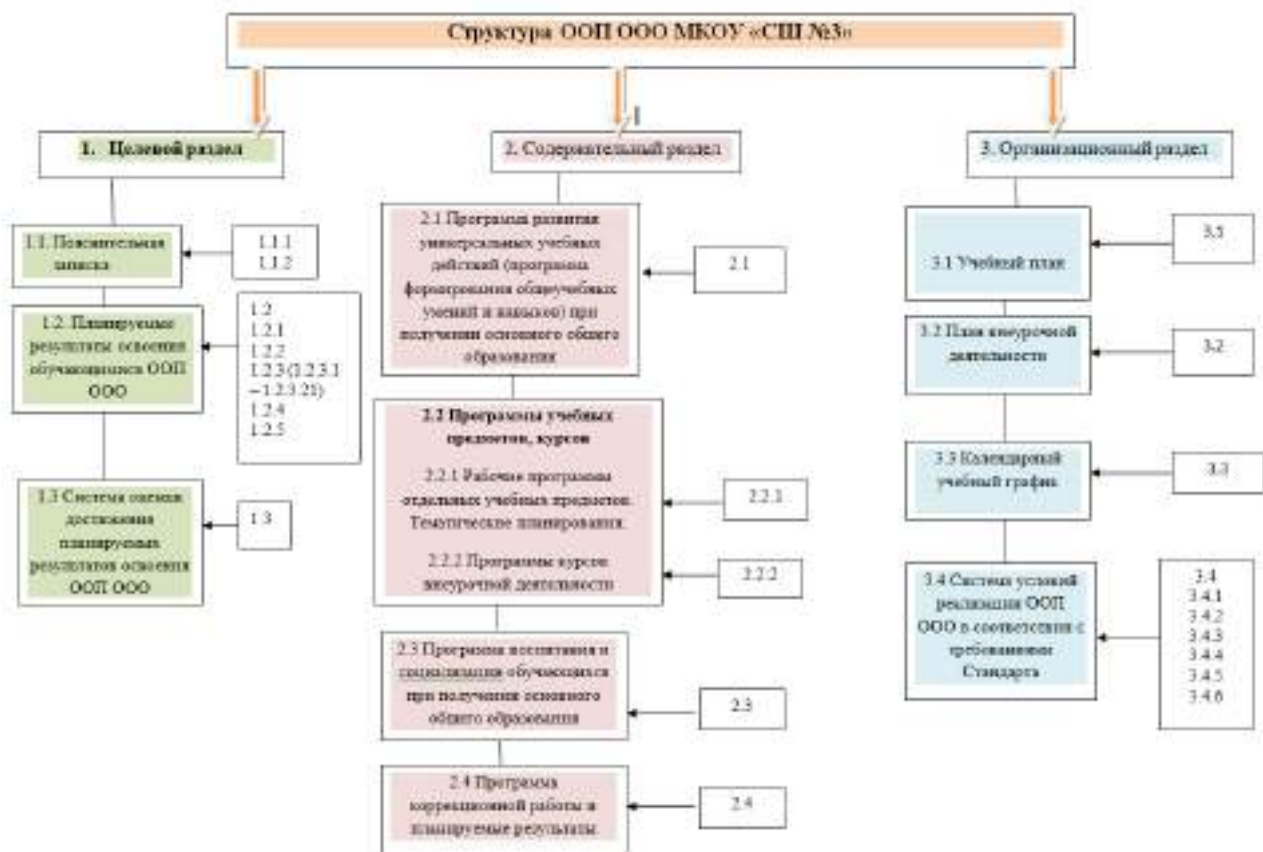 Структура ООП ООО МКОУ «СШ №3»
1. Целевой раздел
1.1. Пояснительная
записка
1.1.1
1.1.2
1.2. Планируемые
результаты освоения
обучающимися ООП
ООО
1.2
1.2.1
1.2.2
1.2.3 (1.2.3.1
–1.2.3.21)
1.2.4
1.2.5
1.3 Система оценки
достижения
планируемых
результатов освоения
ООП ООО
1.3
2. Содержательный раздел
2.1 Программа развития
универсальных учебных
действий (программа
формирования общеучебных
умений и навыков) при
получении основного общего
образования
2.1
2.2 Программы учебных
предметов, курсов
2.2.1 Рабочие программы
отдельных учебных предметов.
Тематические планирования.
2.2.1
2.2.2 Программы курсов
внеурочной деятельности
2.2.2
2.3 Программа воспитания и
социализации обучающихся
при получении основного
общего образования
2.3
2.4 Программа
коррекционной работы и
планируемые результаты
2.4
3. Организационный раздел
3.1 Учебный план
3.2 План внеурочной
деятельности
3.2
3.3 Календарный
учебный график
3.3
3.4 Система условий
реализации ООП
ООО в соответствии с
требованиями
Стандарта
3.4
3.4.1
3.4.2
3.4.3
3.4.4
3.4.5
3.4.6